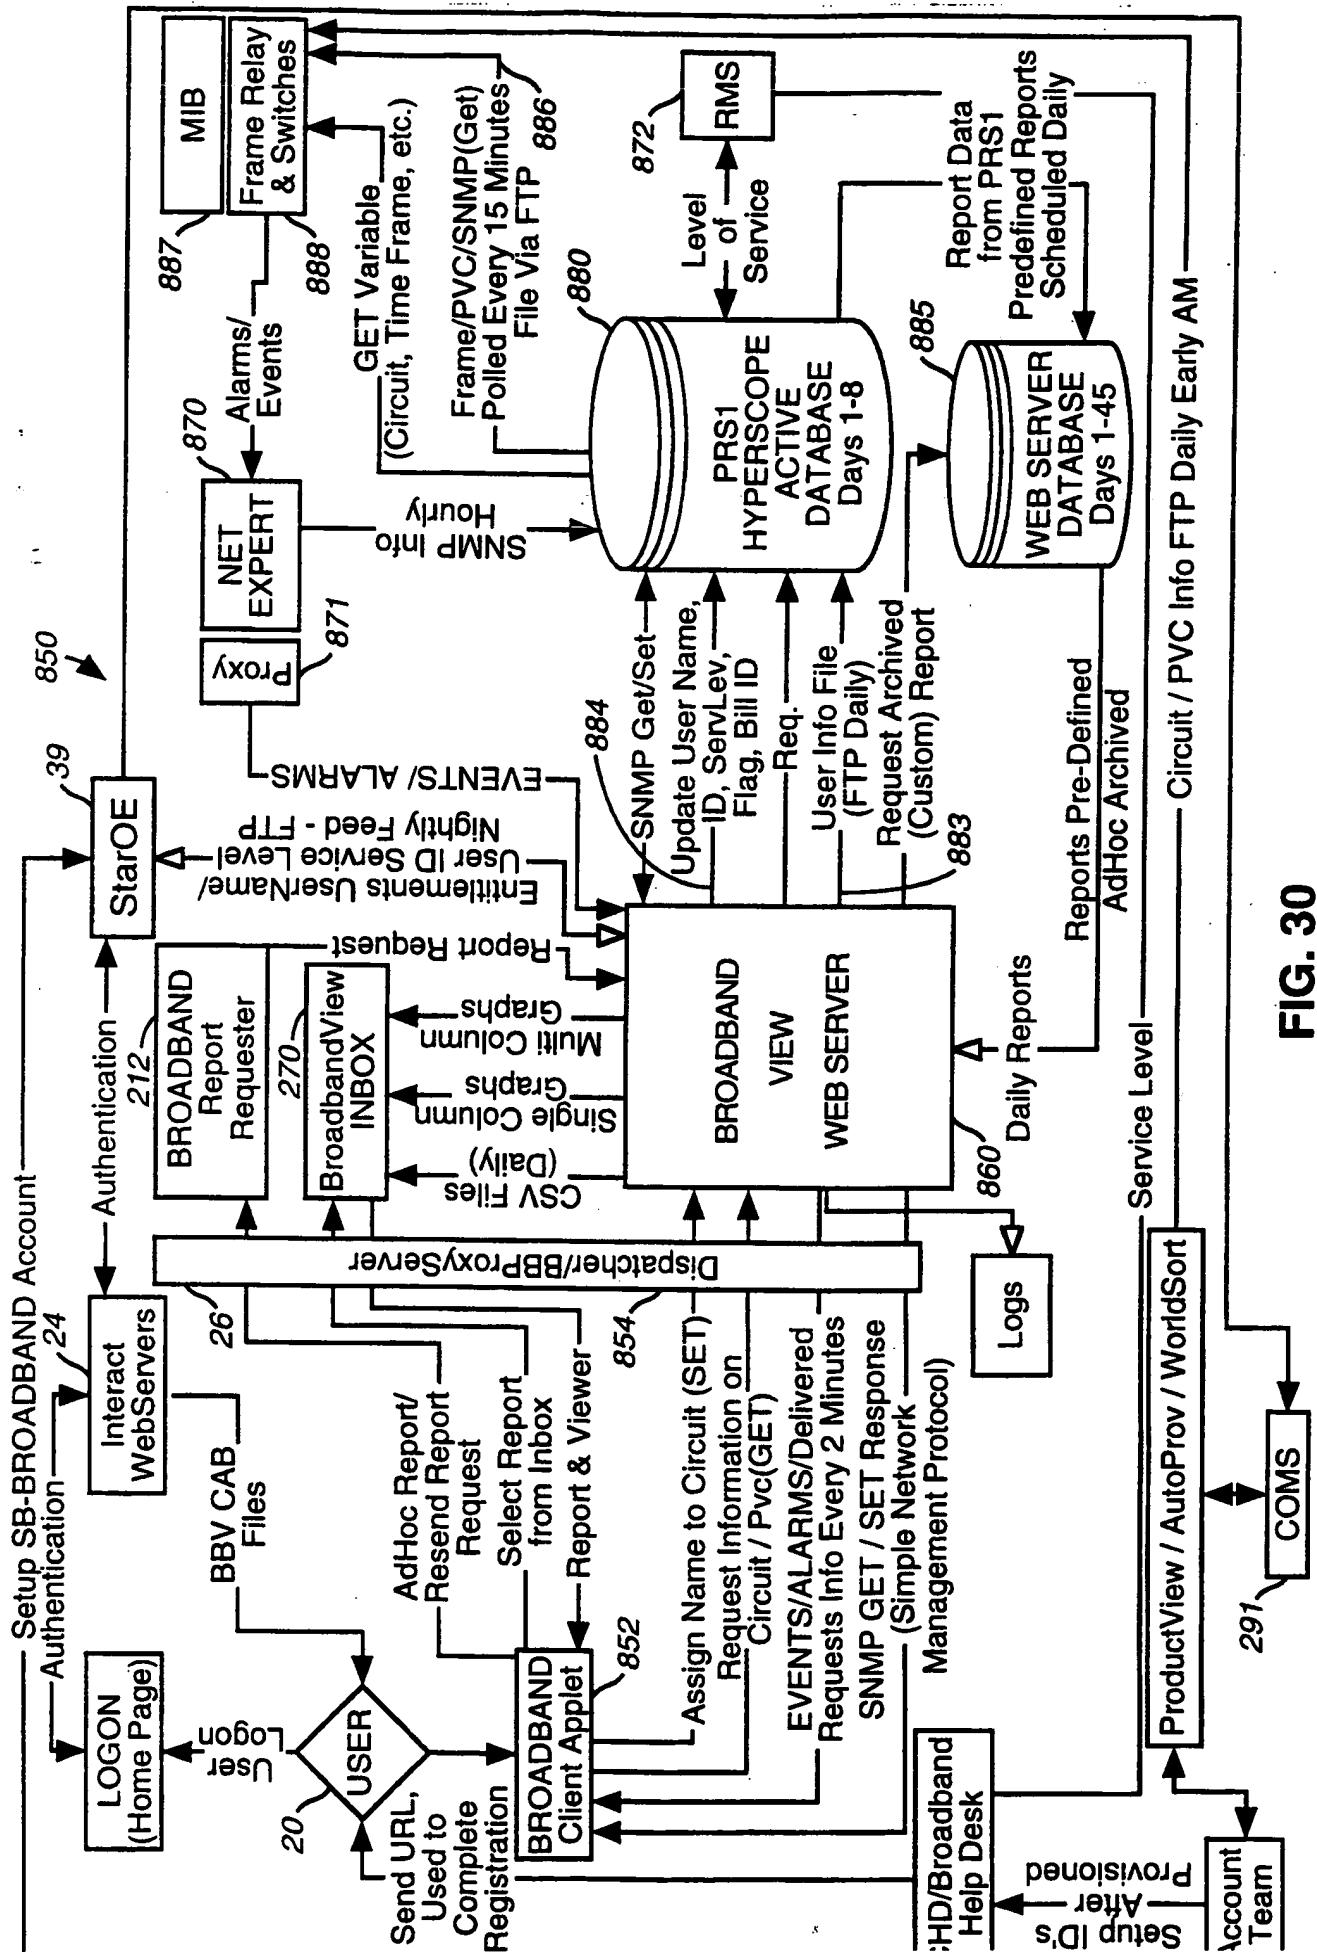 Setup SB-BROADBAND Account
Authentication
24
Interact
WebServers
Authentication
39
StarOE
850
LOGON
(Home Page)
User
Logon
20
USER
BBV CAB
Files
Send URL,
Used to
Complete
Registration
BROADBAND
Client Applet
852
AdHoc Report/
Resend Report
Request
Select Report
from Inbox
Report & Viewer
26
Dispatcher/BBProxyServer
854
212
BROADBAND
Report
Requester
270
BroadbandView
INBOX
Report Request
Entitlements UserName/
User ID Service Level
Nightly Feed - FTP
EVENTS/ ALARMS
Proxy
871
870
NET
EXPERT
Alarms/
Events
887
MIB
Frame Relay
& Switches
888
GET Variable
(Circuit, Time Frame, etc.)
Frame/PVC/SNMP(Get)
Polled Every 15 Minutes
File Via FTP
886
SNMP Info
Hourly
CSV Files
(Daily)
Single Column
Graphs
Multi Column
Graphs
Assign Name to Circuit (SET)
Request Information on
Circuit / Pvc(GET)
EVENTS/ALARMS/Delivered
Requests Info Every 2 Minutes
SNMP GET / SET Response
(Simple Network
Management Protocol)
BROADBAND
VIEW
WEB SERVER
860
Logs
884
SNMP Get/Set
Update User Name,
ID, ServLev,
Flag, Bill ID
Req.
User Info File
(FTP Daily)
Request Archived
(Custom) Report
883
880
PRS1
HYPERSCOPE
ACTIVE
DATABASE
Days 1-8
Level
of
Service
872
RMS
885
WEB SERVER
DATABASE
Days 1-45
Report Data
from PRS1
Predefined Reports
Scheduled Daily
Reports Pre-Defined
AdHoc Archived
Daily Reports
Service Level
CHD/Broadband
Help Desk
Setup ID's
After
Provisioned
Account
Team
ProductView / AutoProv / WorldSort
Circuit / PVC Info FTP Daily Early AM
291
COMS
FIG. 30